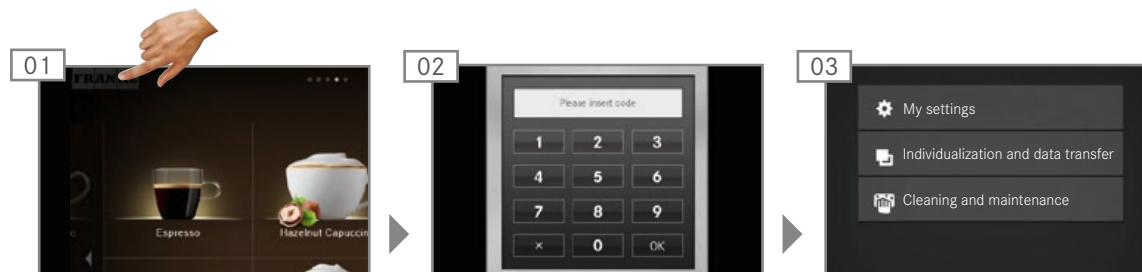 01
FRANKE
Espresso
Hazelnut Capuccin
02
Please insert code
1 2 3
4 5 6
7 8 9
× 0 OK
03
My settings
Individualization and data transfer
Cleaning and maintenance